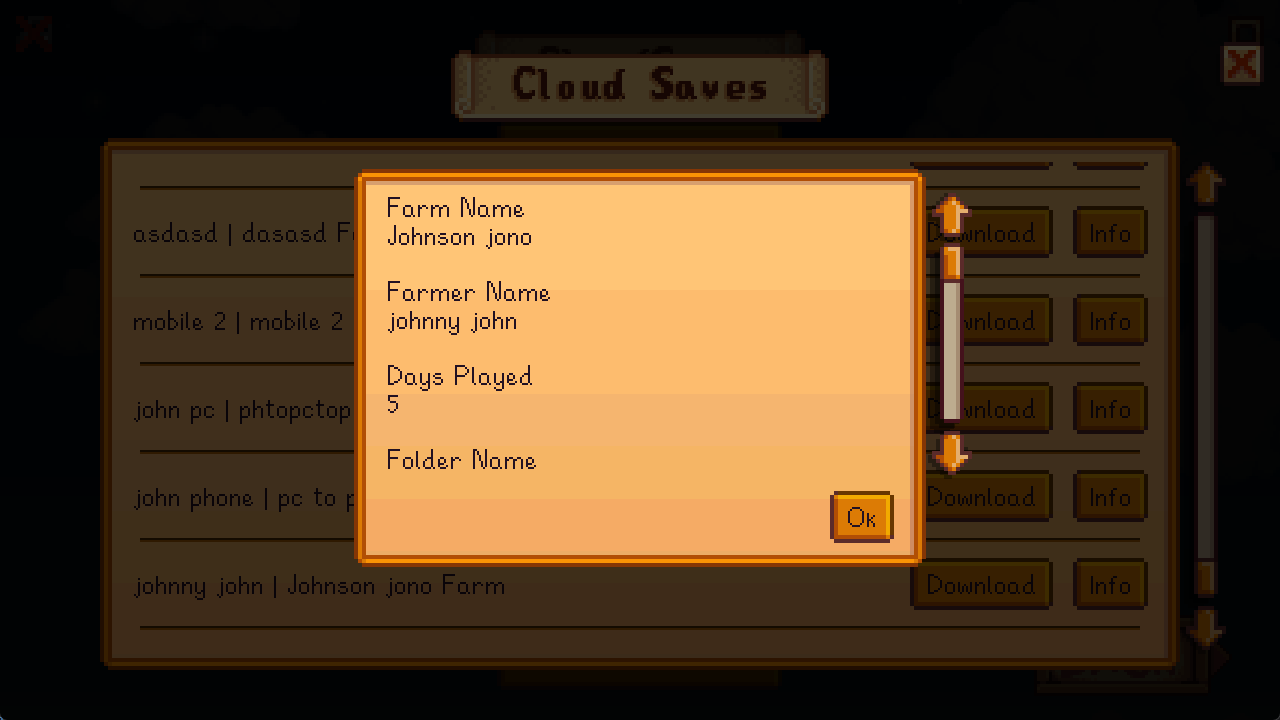 Cloud Saves
asdasd | dasasd F
Download
Info
mobile 2 | mobile 2
Download
Info
john pc | phtopctop
Download
Info
john phone | pc to p
Download
Info
johnny john | Johnson jono Farm
Download
Info
Farm Name
Johnson jono
Farmer Name
johnny john
Days Played
5
Folder Name
Ok